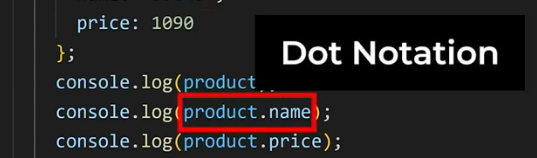 price: 1090
Dot Notation
};
console.log(product);
console.log(product.name);
console.log(product.price);